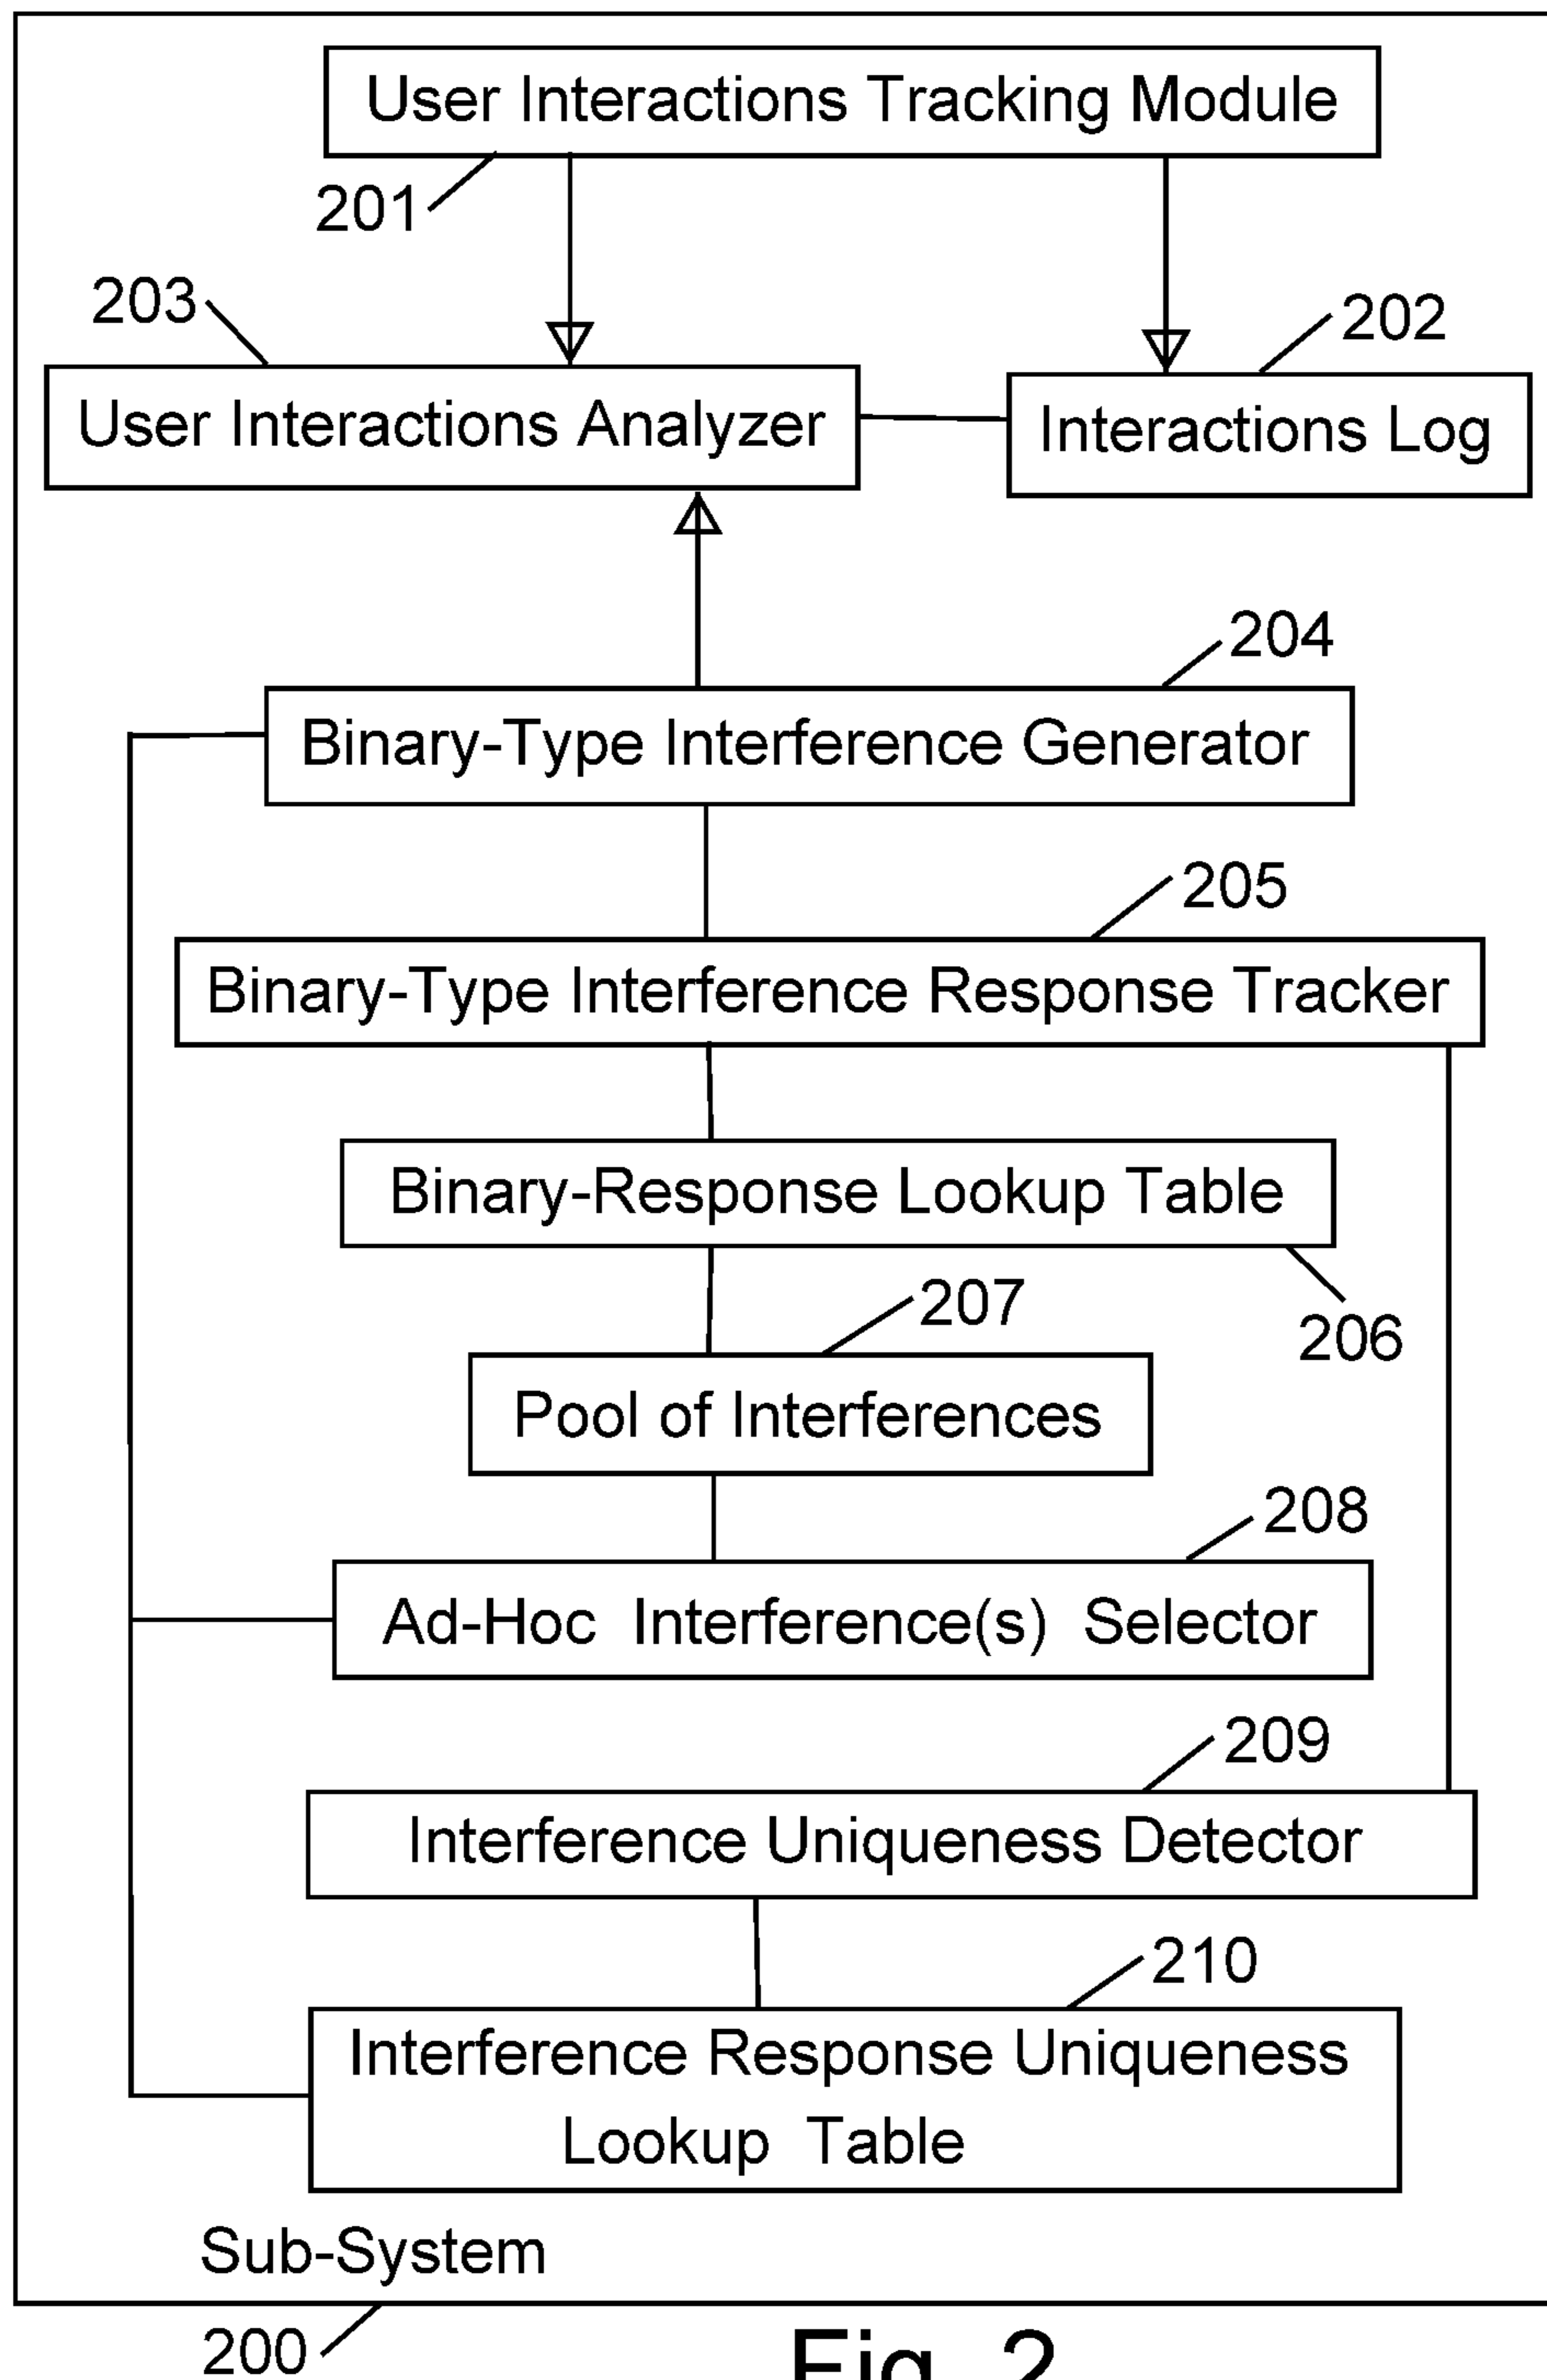 User Interactions Tracking Module
201
203
202
User Interactions Analyzer
Interactions Log
204
Binary-Type Interference Generator
205
Binary-Type Interference Response Tracker
Binary-Response Lookup Table
206
207
Pool of Interferences
208
Ad-Hoc Interference(s) Selector
209
Interference Uniqueness Detector
210
Interference Response Uniqueness
Lookup Table
Sub-System
200
Fig. 2